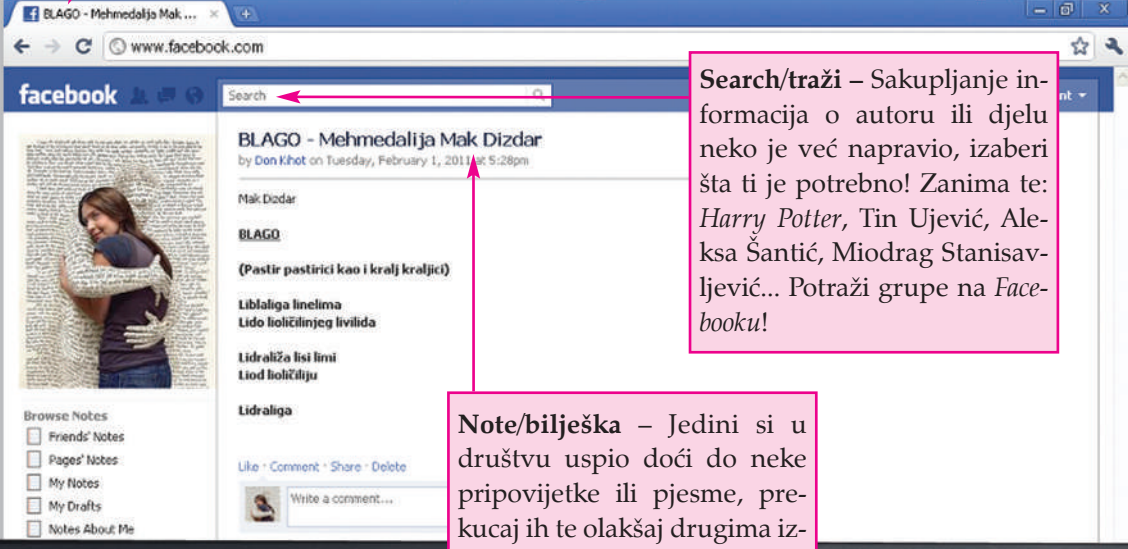 BLAGO - Mehmedalija Mak ...
www.facebook.com
facebook
Search
nt
BLAGO - Mehmedalija Mak Dizdar
by Don Kihot on Tuesday, February 1, 2011 at 5:28pm
Mak Dizdar
BLAGO
(Pastir pastirici kao i kralj kraljici)
Liblaliga linelima
Lido lioličilinjeg livilida
Lidraliža lisi limi
Liod lioličiliju
Lidraliga
Like · Comment · Share · Delete
Write a comment...
Browse Notes
Friends' Notes
Pages' Notes
My Notes
My Drafts
Notes About Me
Search/traži – Sakupljanje in-
formacija o autoru ili djelu
neko je već napravio, izaberi
šta ti je potrebno! Zanima te:
Harry Potter, Tin Ujević, Ale-
ksa Šantić, Miodrag Stanisav-
ljević... Potraži grupe na Face-
booku!
Note/bilješka – Jedini si u
društvu uspio doći do neke
pripovijetke ili pjesme, pre-
kucaj ih te olakšaj drugima iz-